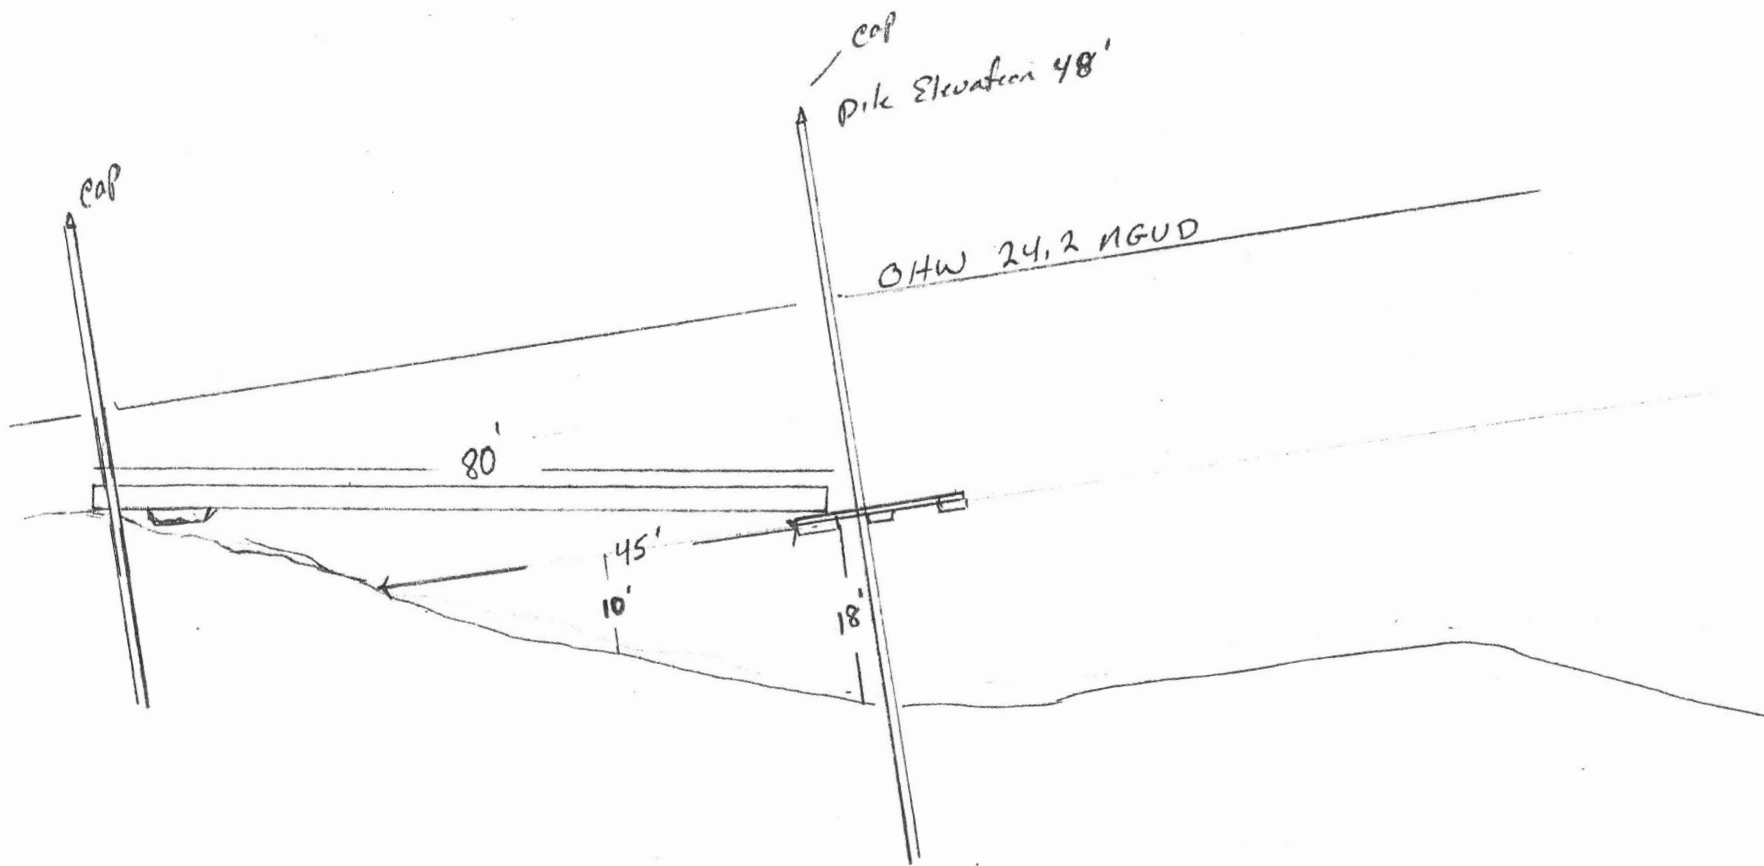 cap
pile Elevation 48'
cap
OHW 24.2 NGVD
80'
45'
10'
18'